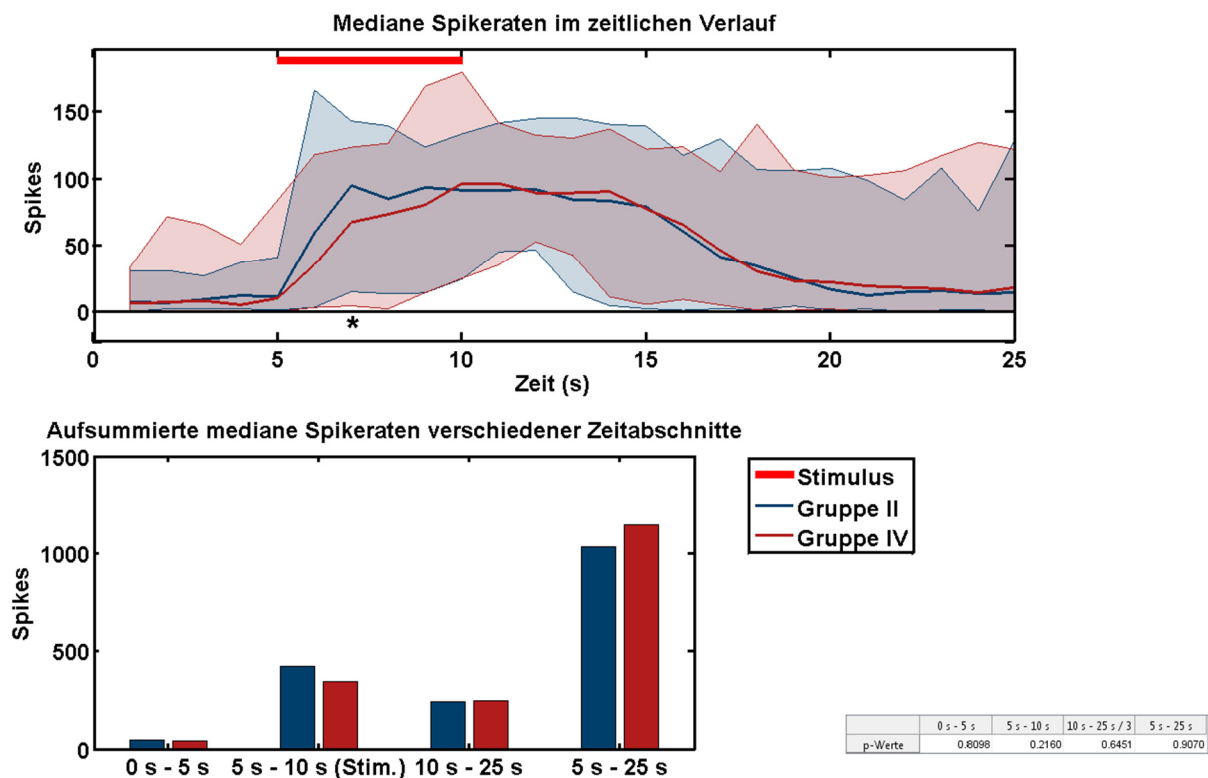 Mediane Spikeraten im zeitlichen Verlauf
150
100
50
0
Spikes
*
0 5 10 15 20 25
Zeit (s)
Aufsummierte mediane Spikeraten verschiedener Zeitabschnitte
1500
1000
500
0
Spikes
0 s - 5 s 5 s - 10 s (Stim.) 10 s - 25 s 5 s - 25 s
Stimulus
Gruppe II
Gruppe IV
0 s - 5 s 5 s - 10 s 10 s - 25 s / 3 5 s - 25 s
p-Werte 0.8098 0.2160 0.6451 0.9070